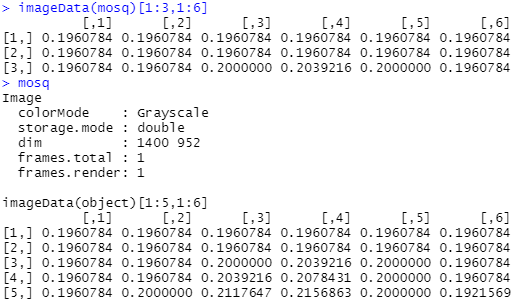 > imageData(mosq)[1:3,1:6]
          [,1]      [,2]      [,3]      [,4]      [,5]      [,6]
[1,] 0.1960784 0.1960784 0.1960784 0.1960784 0.1960784 0.1960784
[2,] 0.1960784 0.1960784 0.1960784 0.1960784 0.1960784 0.1960784
[3,] 0.1960784 0.1960784 0.2000000 0.2039216 0.2000000 0.1960784
> mosq
Image
  colorMode    : Grayscale
  storage.mode : double
  dim          : 1400 952
  frames.total : 1
  frames.render: 1

imageData(object)[1:5,1:6]
          [,1]      [,2]      [,3]      [,4]      [,5]      [,6]
[1,] 0.1960784 0.1960784 0.1960784 0.1960784 0.1960784 0.1960784
[2,] 0.1960784 0.1960784 0.1960784 0.1960784 0.1960784 0.1960784
[3,] 0.1960784 0.1960784 0.2000000 0.2039216 0.2000000 0.1960784
[4,] 0.1960784 0.1960784 0.2039216 0.2078431 0.2000000 0.1960784
[5,] 0.1960784 0.2000000 0.2117647 0.2156863 0.2000000 0.1921569